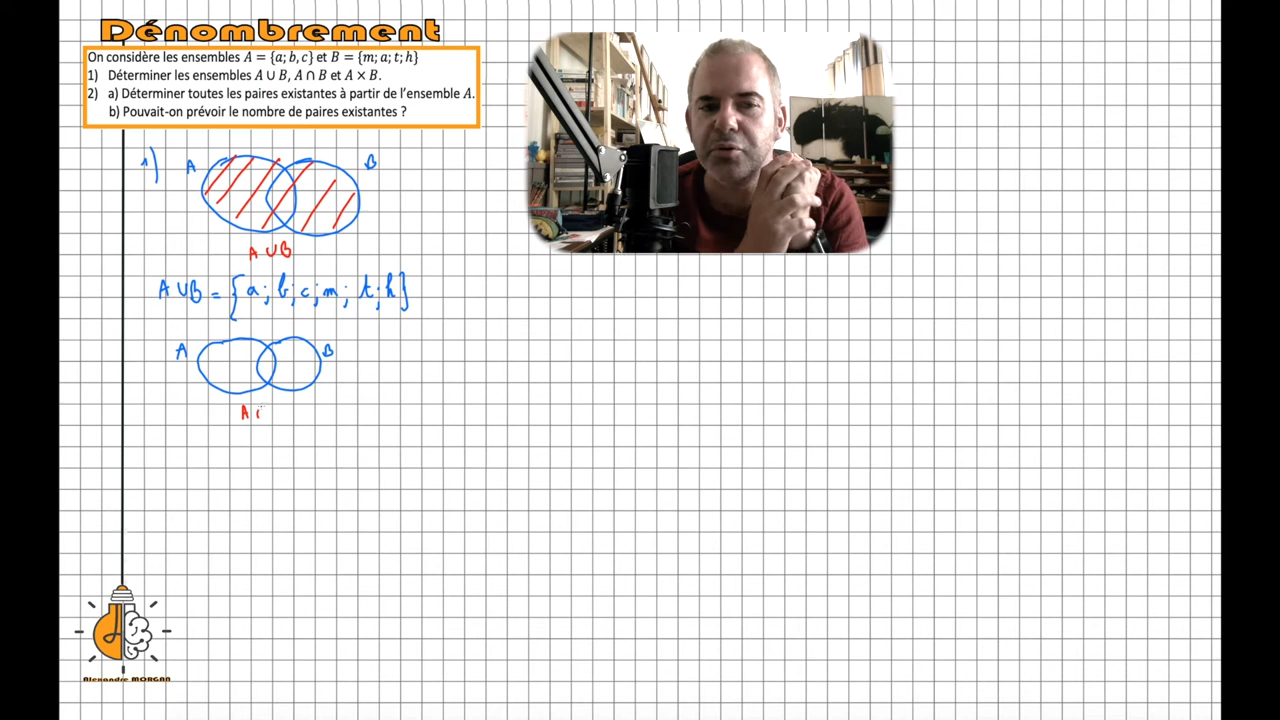 Dénombrement
On considère les ensembles A = {a; b, c} et B = {m; a; t; h}
1) Déterminer les ensembles A ∪ B, A ∩ B et A × B.
2) a) Déterminer toutes les paires existantes à partir de l'ensemble A.
b) Pouvait-on prévoir le nombre de paires existantes ?
1)
A B
A ∪ B
A ∪ B = {a; b; c; m; t; h}
A B
A
Alexandre MORGAN